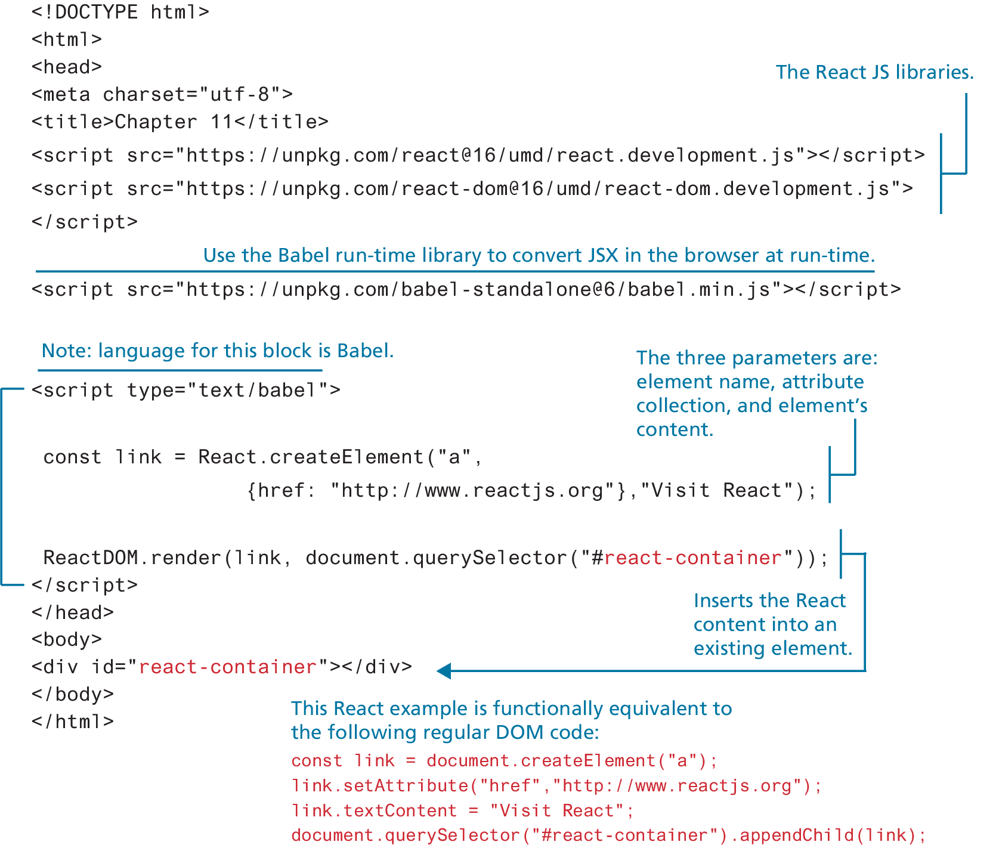 <!DOCTYPE html>
<html>
<head>
The React JS libraries.
<meta charset="utf-8">
<title>Chapter 11</title>
<script src="https://unpkg.com/react@16/umd/react.development.js"></script>
<script src="https://unpkg.com/react-dom@16/umd/react-dom.development.js">
</script>
Use the Babel run-time library to convert JSX in the browser at run-time.
<script src="https://unpkg.com/babel-standalone@6/babel.min.js"></script>
Note: language for this block is Babel.
<script type="text/babel">
The three parameters are:
element name, attribute
collection, and element’s
content.
const link = React.createElement("a",
{href: "http://www.reactjs.org"},"Visit React");
ReactDOM.render(link, document.querySelector("#react-container"));
</script>
</head>
Inserts the React
content into an
existing element.
<body>
<div id="react-container"></div>
</body>
</html>
This React example is functionally equivalent to
the following regular DOM code:
const link = document.createElement("a");
link.setAttribute("href","http://www.reactjs.org");
link.textContent = "Visit React";
document.querySelector("#react-container").appendChild(link);